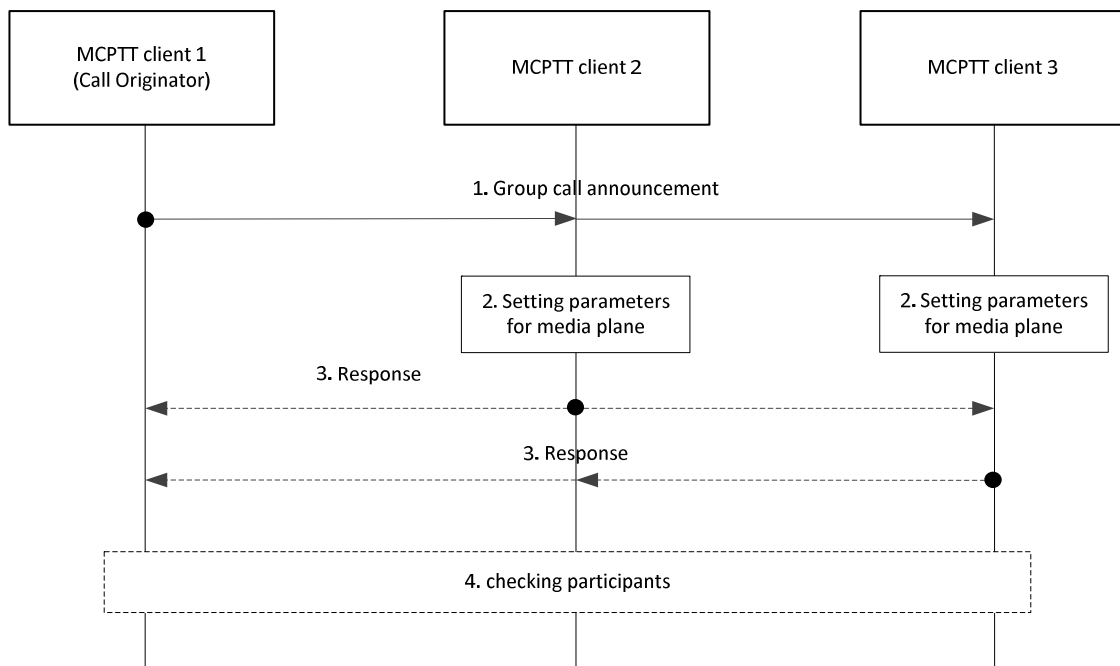 MCPTT client 1
(Call Originator)
MCPTT client 2
MCPTT client 3
1. Group call announcement
2. Setting parameters
for media plane
2. Setting parameters
for media plane
3. Response
3. Response
4. checking participants